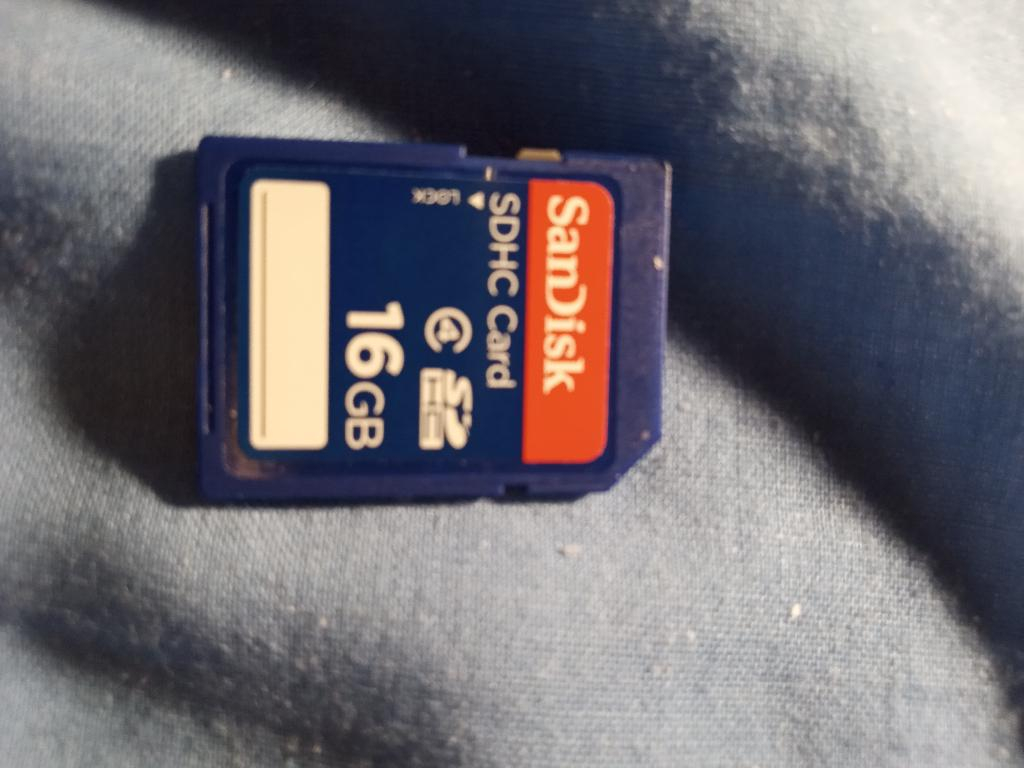 SanDisk
SDHC Card
LOCK
4
SD
HC
16GB